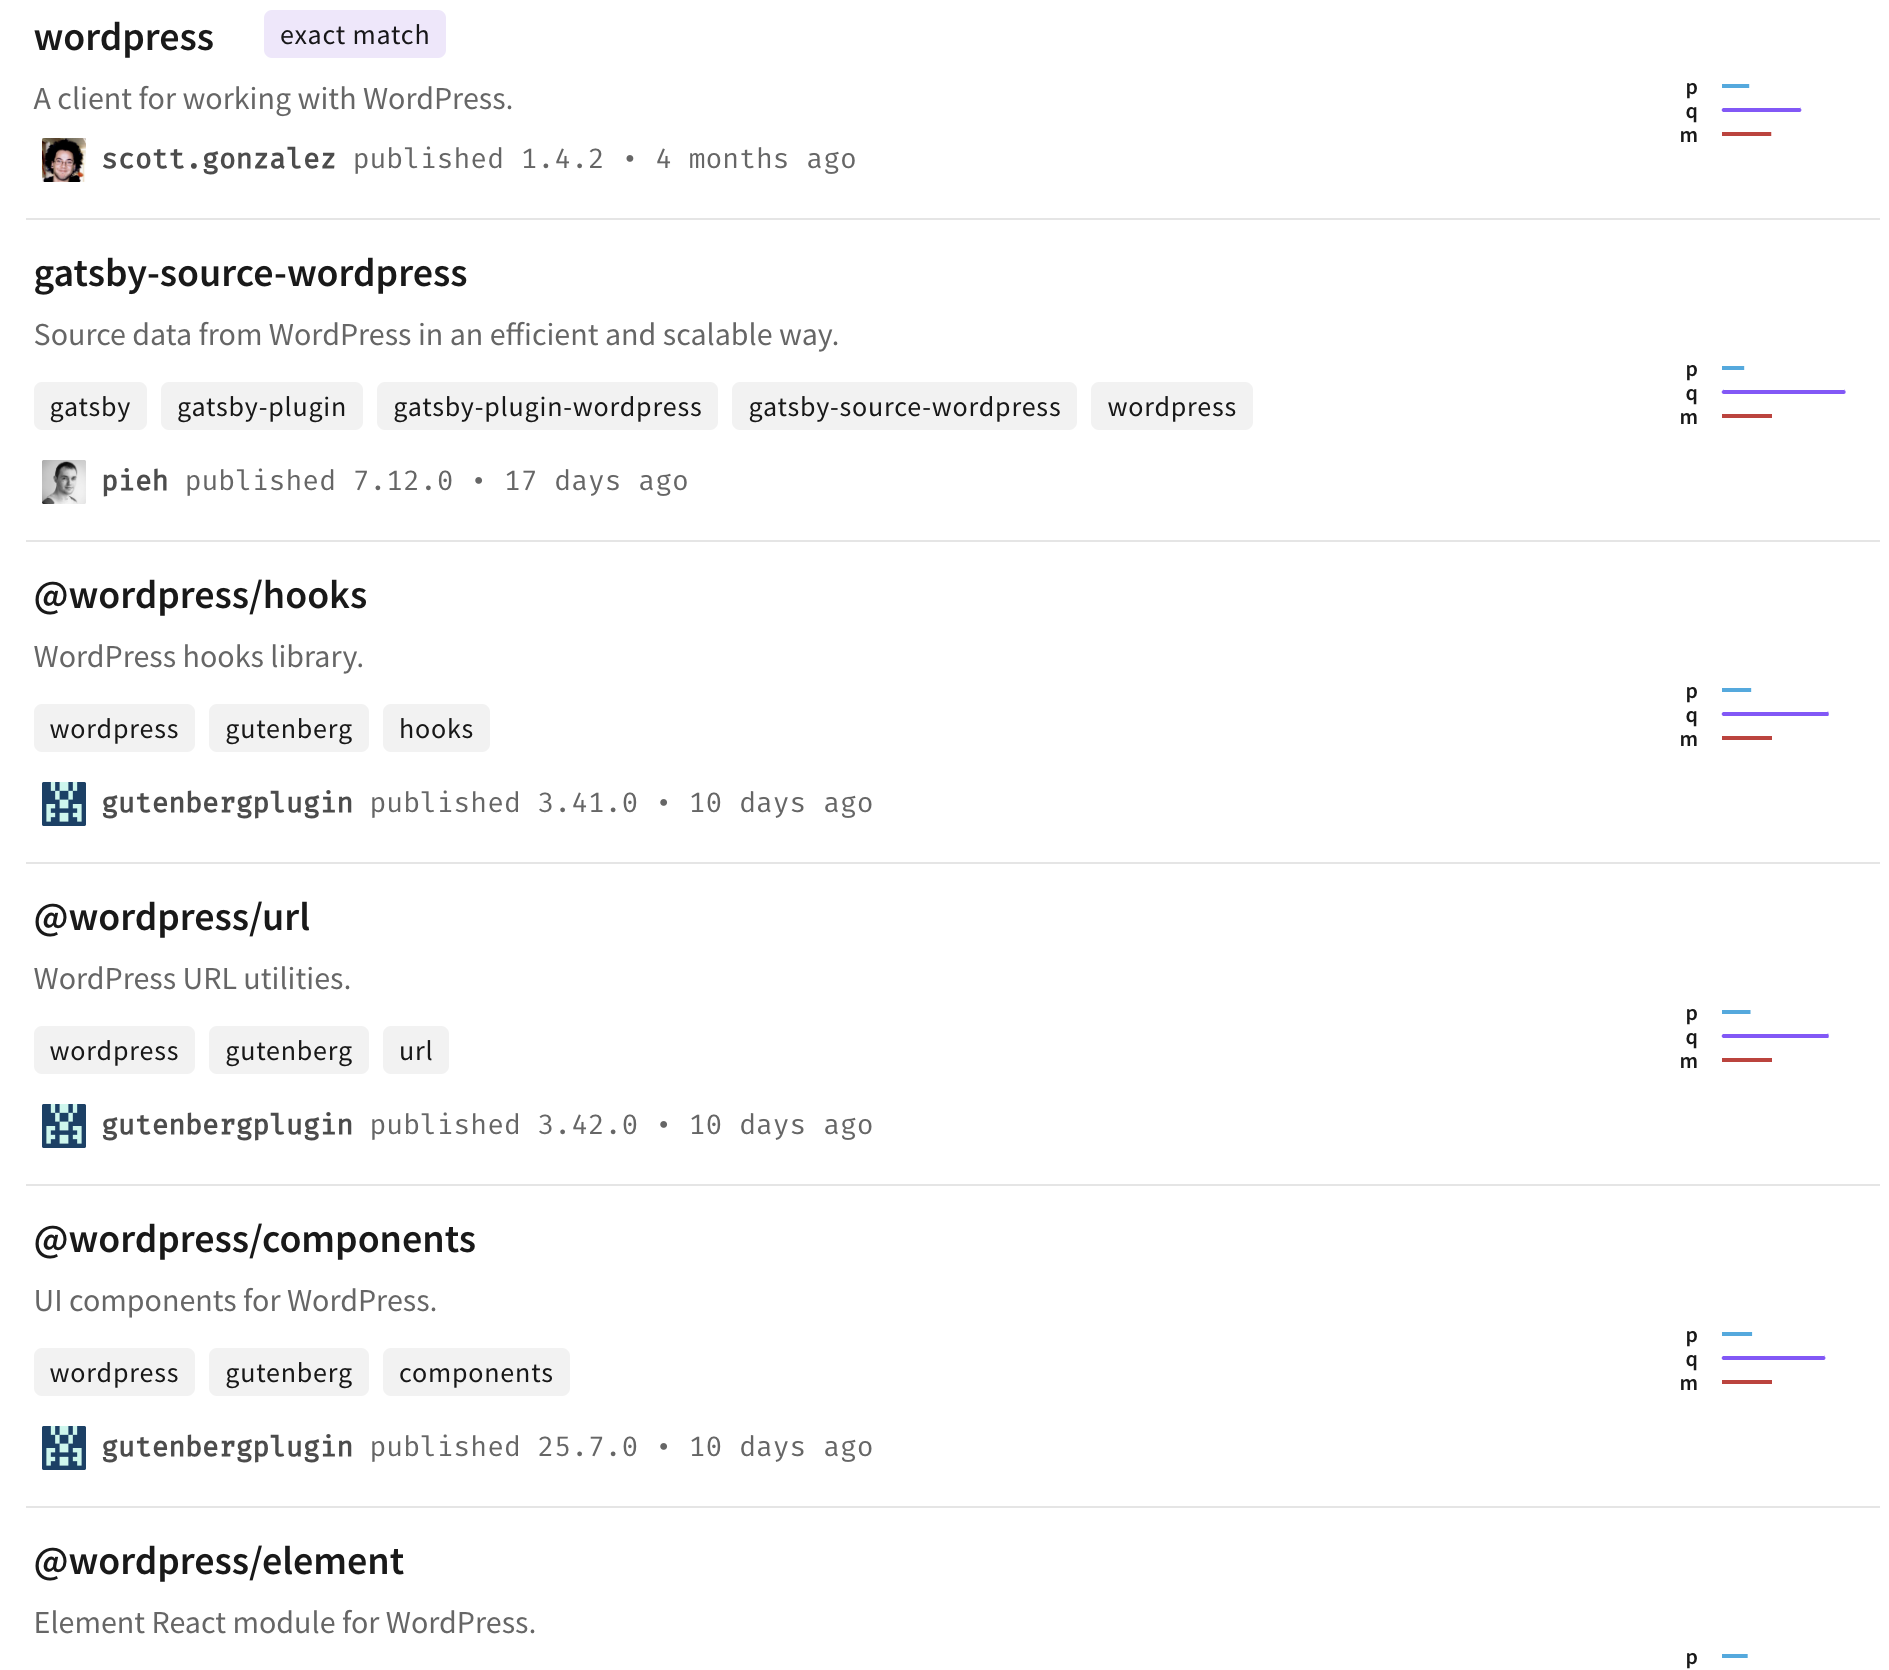 wordpress exact match
A client for working with WordPress.
scott.gonzalez published 1.4.2 • 4 months ago
p
q
m
gatsby-source-wordpress
Source data from WordPress in an efficient and scalable way.
gatsby gatsby-plugin gatsby-plugin-wordpress gatsby-source-wordpress wordpress
pieh published 7.12.0 • 17 days ago
p
q
m
@wordpress/hooks
WordPress hooks library.
wordpress gutenberg hooks
gutenbergplugin published 3.41.0 • 10 days ago
p
q
m
@wordpress/url
WordPress URL utilities.
wordpress gutenberg url
gutenbergplugin published 3.42.0 • 10 days ago
p
q
m
@wordpress/components
UI components for WordPress.
wordpress gutenberg components
gutenbergplugin published 25.7.0 • 10 days ago
p
q
m
@wordpress/element
Element React module for WordPress.
p